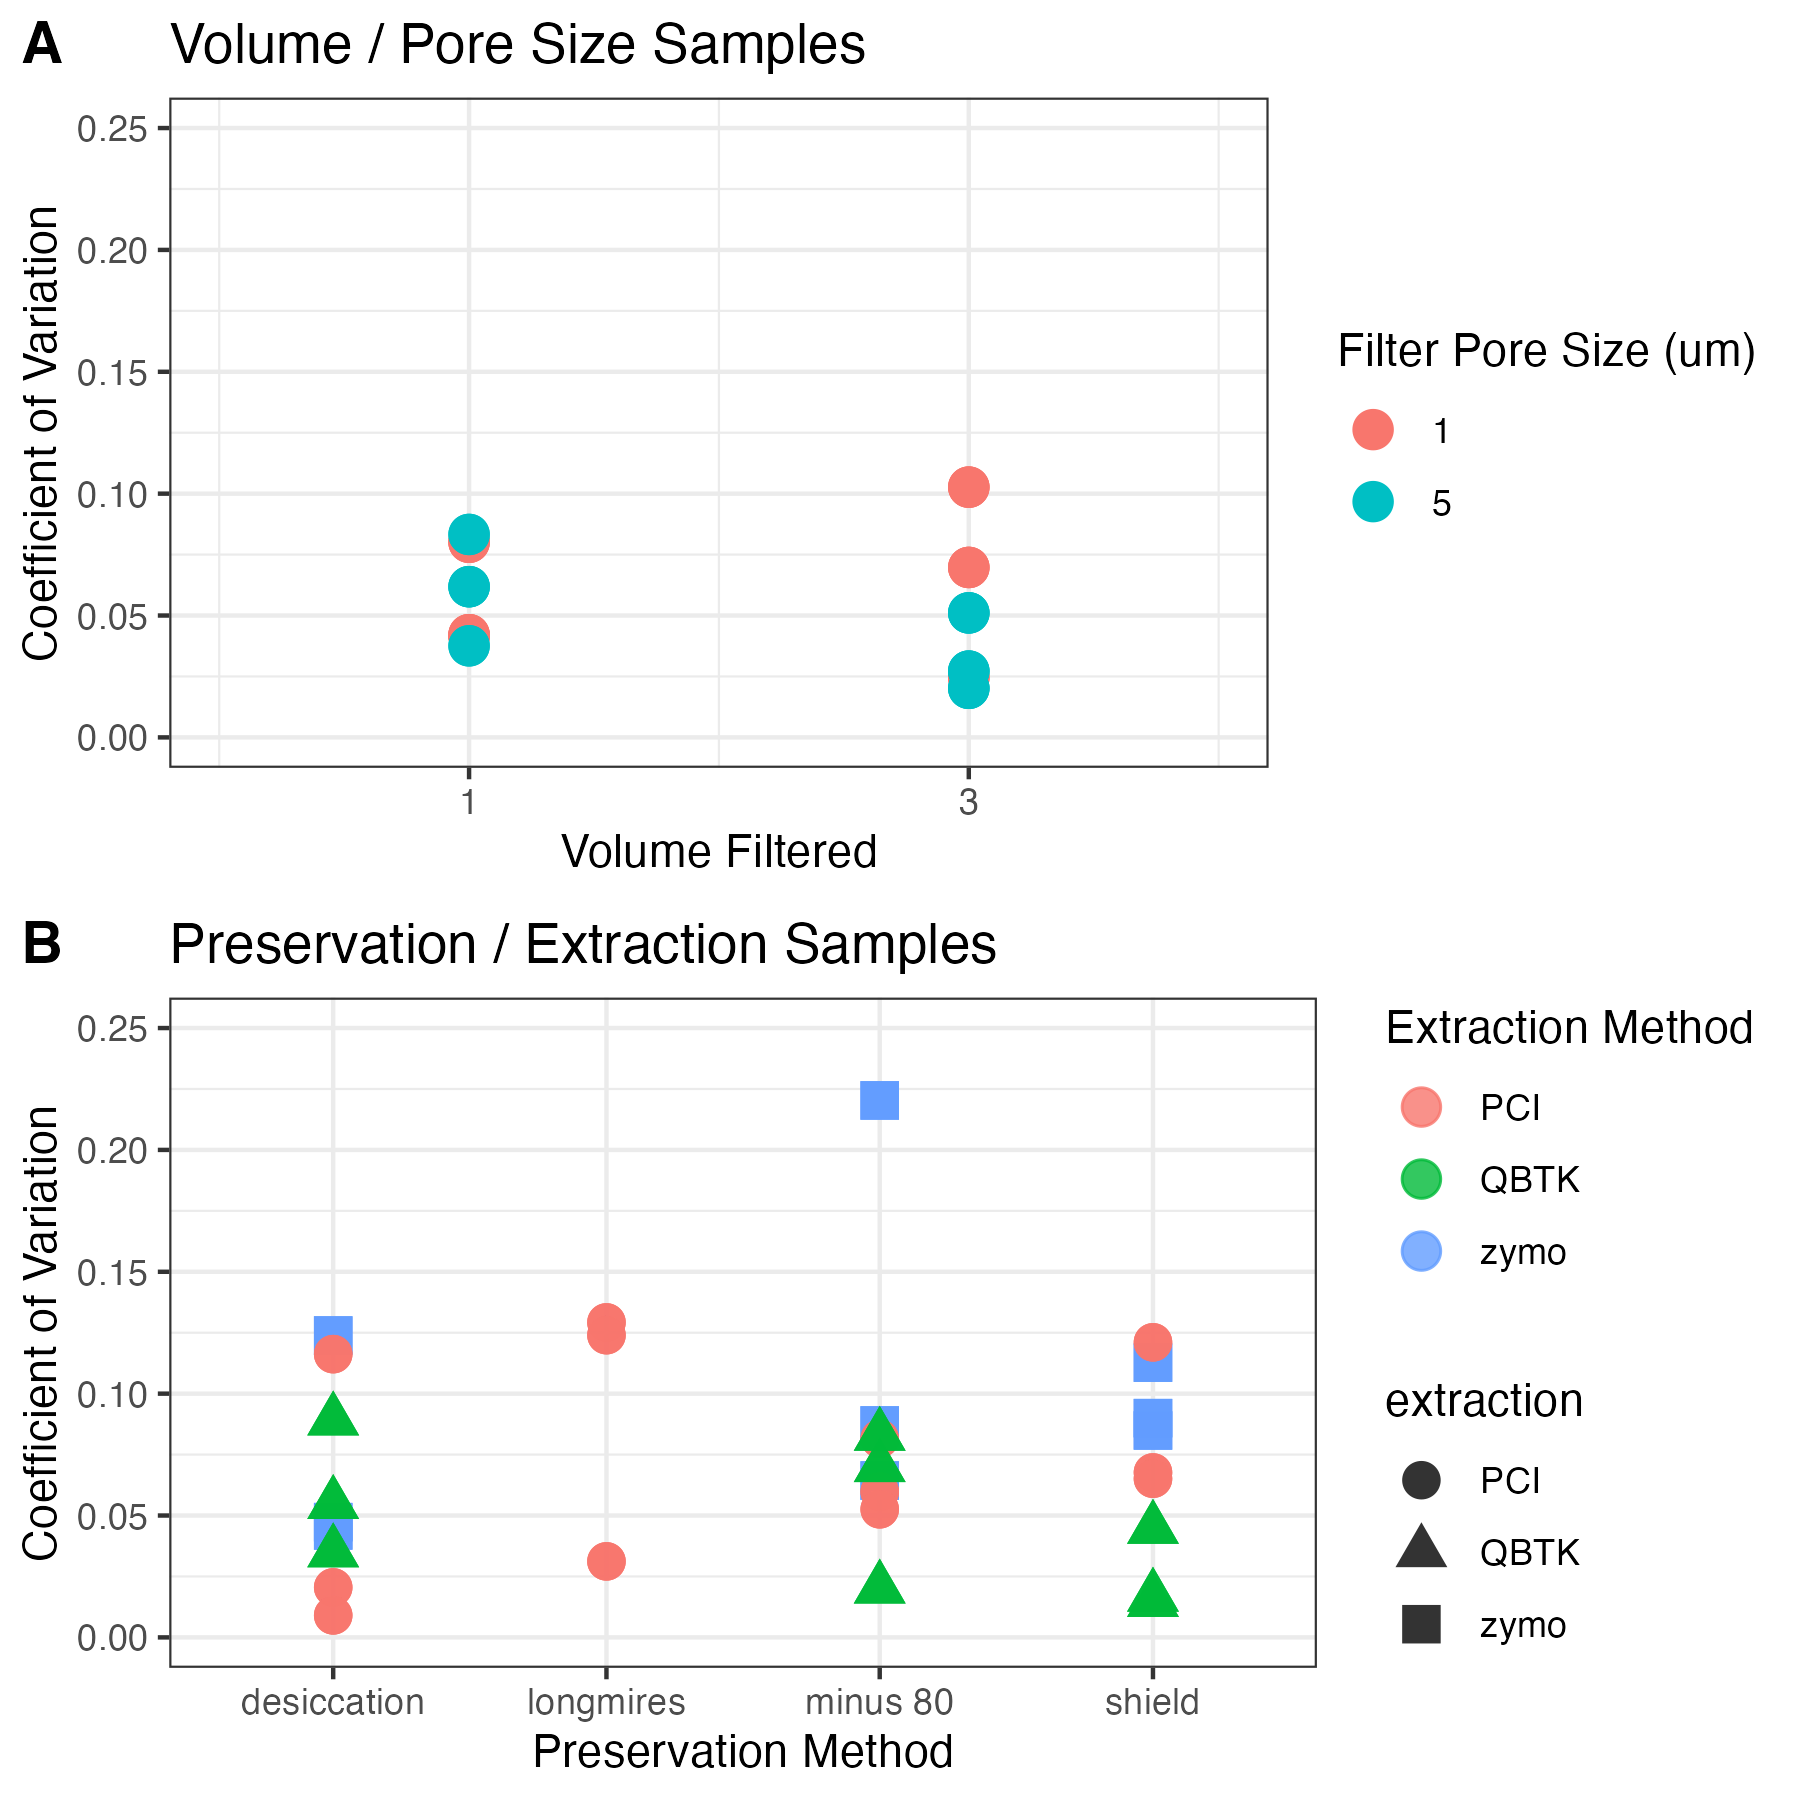 A Volume / Pore Size Samples
0.25
0.20
0.15
0.10
0.05
0.00
Coefficient of Variation
1 3
Volume Filtered
Filter Pore Size (um)
1
5
B Preservation / Extraction Samples
0.25
0.20
0.15
0.10
0.05
0.00
Coefficient of Variation
desiccation longmires minus 80 shield
Preservation Method
Extraction Method
PCI
QBTK
zymo
extraction
PCI
QBTK
zymo